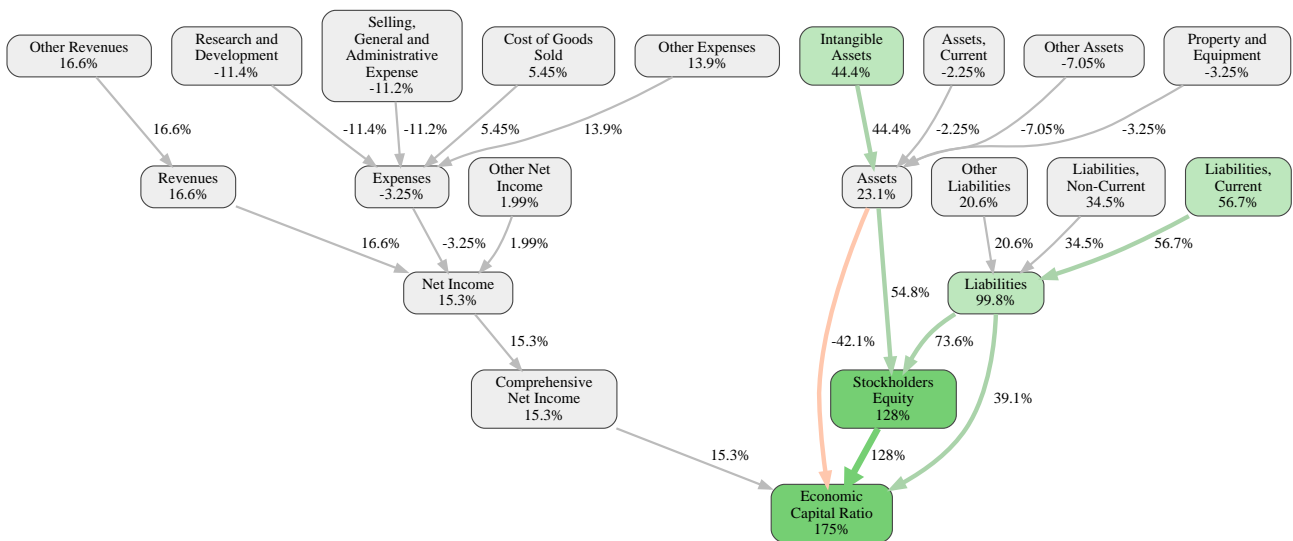 Other Revenues
16.6%
Research and
Development
-11.4%
Selling,
General and
Administrative
Expense
-11.2%
Cost of Goods
Sold
5.45%
Other Expenses
13.9%
Intangible
Assets
44.4%
Assets,
Current
-2.25%
Other Assets
-7.05%
Property and
Equipment
-3.25%
16.6%
-11.4%
-11.2%
5.45%
13.9%
44.4%
-2.25%
-7.05%
-3.25%
Revenues
16.6%
Expenses
-3.25%
Other Net
Income
1.99%
Assets
23.1%
Other
Liabilities
20.6%
Liabilities,
Non-Current
34.5%
Liabilities,
Current
56.7%
16.6%
-3.25%
1.99%
20.6%
34.5%
56.7%
Net Income
15.3%
54.8%
Liabilities
99.8%
15.3%
-42.1%
73.6%
Comprehensive
Net Income
15.3%
Stockholders
Equity
128%
39.1%
15.3%
128%
Economic
Capital Ratio
175%